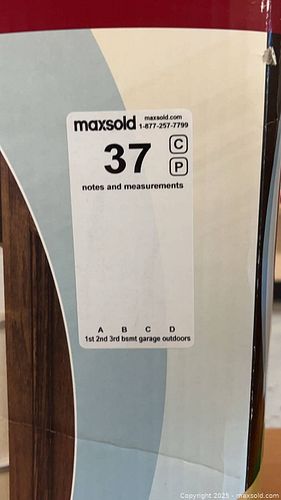 maxsold maxsold.com
1-877-257-7799
37 C
P
notes and measurements
A B C D
1st 2nd 3rd bsmt garage outdoors
Copyright 2025 - maxsold.com